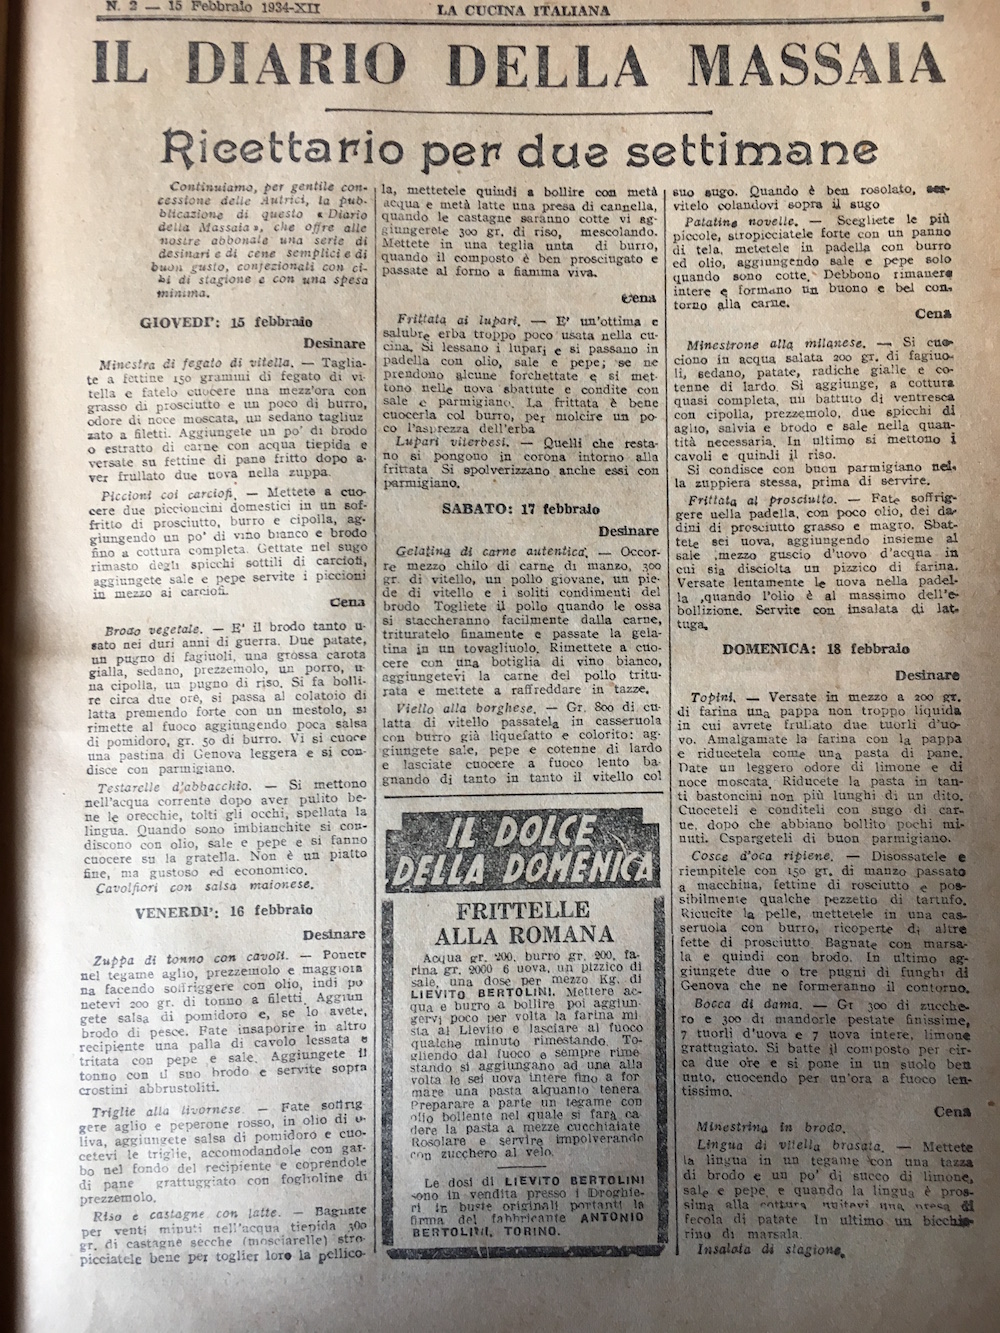 N. 2 — 15 Febbraio 1934-XII
LA CUCINA ITALIANA
9
IL DIARIO DELLA MASSAIA
Ricettario per due settimane
Continuiamo, per gentile con-
cessione delle Autrici, la pub-
blicazione di questo « Diario
della Massaia », che offre alle
nostre abbonate una serie di
desinari e di cene semplici e di
buon gusto, confezionati con ci-
bi di stagione e con una spesa
minima.
GIOVEDI': 15 febbraio
Desinare
Minestra di fegato di vitella. — Taglia-
te a fettine 150 grammi di fegato di vi-
tella e fatelo cuocere una mezz'ora con
grasso di prosciutto e un poco di burro,
odore di noce moscata, un sedano tagliuz
zato a filetti. Aggiungete un po' di brodo
o estratto di carne con acqua tiepida e
versate su fettine di pane fritto dopo a-
ver frullato due nova nella zuppa.
Piccioni coi carciofi. — Mettete a cuo-
cere due piccioncini domestici in un sof-
fritto di prosciutto, burro e cipolla, ag-
giungendo un po' di vino bianco e brodo
fino a cottura completa. Gettate nel sugo
rimasto degli spicchi sottili di carciofi,
aggiungete sale e pepe servite i piccioni
in mezzo ai carciofi.
Cena
Brodo vegetale. — E' il brodo tanto u-
sato nei duri anni di guerra. Due patate,
un pugno di fagiuoli, una grossa carota
gialla, sedano, prezzemolo, un porro, u-
na cipolla, un pugno di riso. Si fa bolli-
re circa due ore, si passa al colatoio di
latta premendo forte con un mestolo, si
rimette al fuoco aggiungendo poca salsa
di pomidoro, gr. 50 di burro. Vi si cuoce
una pastina di Genova leggera e si con-
disce con parmigiano.
Testarelle d'abbacchio. — Si mettono
nell'acqua corrente dopo aver pulito be-
ne le orecchie, tolti gli occhi, spellata la
lingua. Quando sono imbianchite si con-
discono con olio, sale e pepe e si fanno
cuocere su la gratella. Non è un piatto
fine, ma gustoso ed economico.
Cavolfiori con salsa maionese.
VENERDI': 16 febbraio
Desinare
Zuppa di tonno con cavoli. — Ponete
nel tegame aglio, prezzemolo e maggiora
na facendo soffriggere con olio, indi po
netevi 200 gr. di tonno a filetti. Aggiun
gete salsa di pomidoro e, se lo avete,
brodo di pesce. Fate insaporire in altro
recipiente una palla di cavolo lessata e
tritata con pepe e sale. Aggiungete il
tonno con il suo brodo e servite sopra
crostini abbrustoliti.
Triglie alla livornese. — Fate soffrig
gere aglio e peperone rosso, in olio di o-
liva, aggiungete salsa di pomidoro e cuo-
cetevi le triglie, accomodandole con gar-
bo nel fondo del recipiente e coprendole
di pane grattuggiato con foglioline di
prezzemolo.
Riso e castagne con latte. — Bagnate
per venti minuti nell'acqua tiepida 300
gr. di castagne secche (mosciarelle) stro-
picciatele bene per toglier loro la pellico-
la, mettetele quindi a bollire con metà
acqua e metà latte una presa di cannella,
quando le castagne saranno cotte vi ag-
giungerete 300 gr. di riso, mescolando.
Mettete in una teglia unta di burro,
quando il composto è ben prosciugato e
passate al forno a fiamma viva.
Cena
Frittata ai lupari. — E' un'ottima e
salubre erba troppo poco usata nella cu-
cina. Si lessano i lupari e si passano in
padella con olio, sale e pepe; se ne
prendono alcune forchettate e si met-
tono nelle uova sbattute e condite con
sale e parmigiano. La frittata è bene
cuocerla col burro, per molcire un po-
co l'asprezza dell'erba
Lupari viterbesi. — Quelli che resta-
no si pongono in corona intorno alla
frittata Si spolverizzano anche essi con
parmigiano.
SABATO: 17 febbraio
Desinare
Gelatina di carne autentica. — Occor-
re mezzo chilo di carne di manzo, 300
gr. di vitello, un pollo giovane, un pie-
de di vitello e i soliti condimenti del
brodo Togliete il pollo quando le ossa
si staccheranno facilmente dalla carne,
trituratelo finamente e passate la gela-
tina in un tovagliuolo. Rimettete a cuo-
cere con una botiglia di vino bianco,
aggiungetevi la carne del pollo tritu-
rata e mettete a raffreddare in tazze.
Viello alla borghese. — Gr. 800 di cu-
latta di vitello passatela in casseruola
con burro già liquefatto e colorito: ag-
giungete sale, pepe e cotenne di lardo
e lasciate cuocere a fuoco lento ba-
gnando di tanto in tanto il vitello col
IL DOLCE
DELLA DOMENICA
FRITTELLE
ALLA ROMANA
Acqua gr. 200, burro gr. 200, fa-
rina gr. 2000 6 uova, un pizzico di
sale, una dose per mezzo Kg. di
LIEVITO BERTOLINI. Mettere ac-
qua e burro a bollire poi aggiun-
gervi poco per volta la farina mi
sta al Lievito e lasciare al fuoco
qualche minuto rimestando. To-
gliendo dal fuoco e sempre rime
stando si aggiungano ad una alla
volta le sei uova intere fino a for
mare una pasta alquanto tenera
Preparare a parte un tegame con
olio bollente nel quale si farà ca
dere la pasta a mezze cucchiaiate
Rosolare e servire impolverando
con zucchero al velo.
Le dosi di LIEVITO BERTOLINI
sono in vendita presso i Droghie-
ri in buste originali portanti la
firma del fabbricante ANTONIO
BERTOLINI, TORINO.
suo sugo. Quando è ben rosolato, ser-
vitelo colandovi sopra il sugo
Patatine novelle. — Scegliete le più
piccole, stropicciatele forte con un panno
di tela, metetele in padella con burro
ed olio, aggiungendo sale e pepe solo
quando sono cotte. Debbono rimanere
intere e formano un buono e bel con-
torno alla carne.
Cena
Minestrone alla milanese. — Si cuo-
ciono in acqua salata 200 gr. di fagiuo-
li, sedano, patate, radiche gialle e co-
tenne di lardo. Si aggiunge, a cottura
quasi completa, un battuto di ventresca
con cipolla, prezzemolo, due spicchi di
aglio, salvia e brodo e sale nella quan-
tità necessaria. In ultimo si mettono i
cavoli e quindi il riso.
Si condisce con buon parmigiano nel-
la zuppiera stessa, prima di servire.
Frittata al prosciutto. — Fate soffrig-
gere nella padella, con poco olio, dei da-
dini di prosciutto grasso e magro. Sbat-
tete sei nova, aggiungendo insieme al
sale ,mezzo guscio d'uovo d'acqua in
cui sia disciolta un pizzico di farina.
Versate lentamente le uova nella padel-
la ,quando l'olio è al massimo dell'e-
bollizione. Servite con insalata di lat-
tuga.
DOMENICA: 18 febbraio
Desinare
Topini. — Versate in mezzo a 200 gr.
di farina una pappa non troppo liquida
in cui avrete frullato due tuorli d'uo-
vo. Amalgamate la farina con la pappa
e riducetela come una pasta di pane.
Date un leggero odore di limone e di
noce moscata. Riducete la pasta in tan-
ti bastoncini non più lunghi di un dito.
Cuoceteli e conditeli con sugo di car-
ne, dopo che abbiano bollito pochi mi-
nuti. Cspargeteli di buon parmigiano.
Cosce d'oca ripiene. — Disossatele e
riempitele con 150 gr. di manzo passato
a macchina, fettine di rosciutto e pos-
sibilmente qualche pezzetto di tartufo.
Ricucite la pelle, mettetele in una cas-
seruola con burro, ricoperte di altre
fette di prosciutto. Bagnate con marsa-
la e quindi con brodo. In ultimo ag-
giungete due o tre pugni di funghi di
Genova che ne formeranno il contorno.
Bocca di dama. — Gr 300 di zucche-
ro e 300 di mandorle pestate finissime,
7 tuorli d'uova e 7 uova intere, limone
grattugiato. Si batte il composto per cir-
ca due ore e si pone in un suolo ben
unto, cuocendo per un'ora a fuoco len-
tissimo.
Cena
Minestrina in brodo.
Lingua di vitella brasata. — Mettete
la lingua in un tegame con una tazza
di brodo e un po' di succo di limone,
sale e pepe, e quando la lingua è pros-
sima alla cottura unitavi una presa di
fecola di patate In ultimo un bicchie-
rino di marsala.
Insalata di stagione.